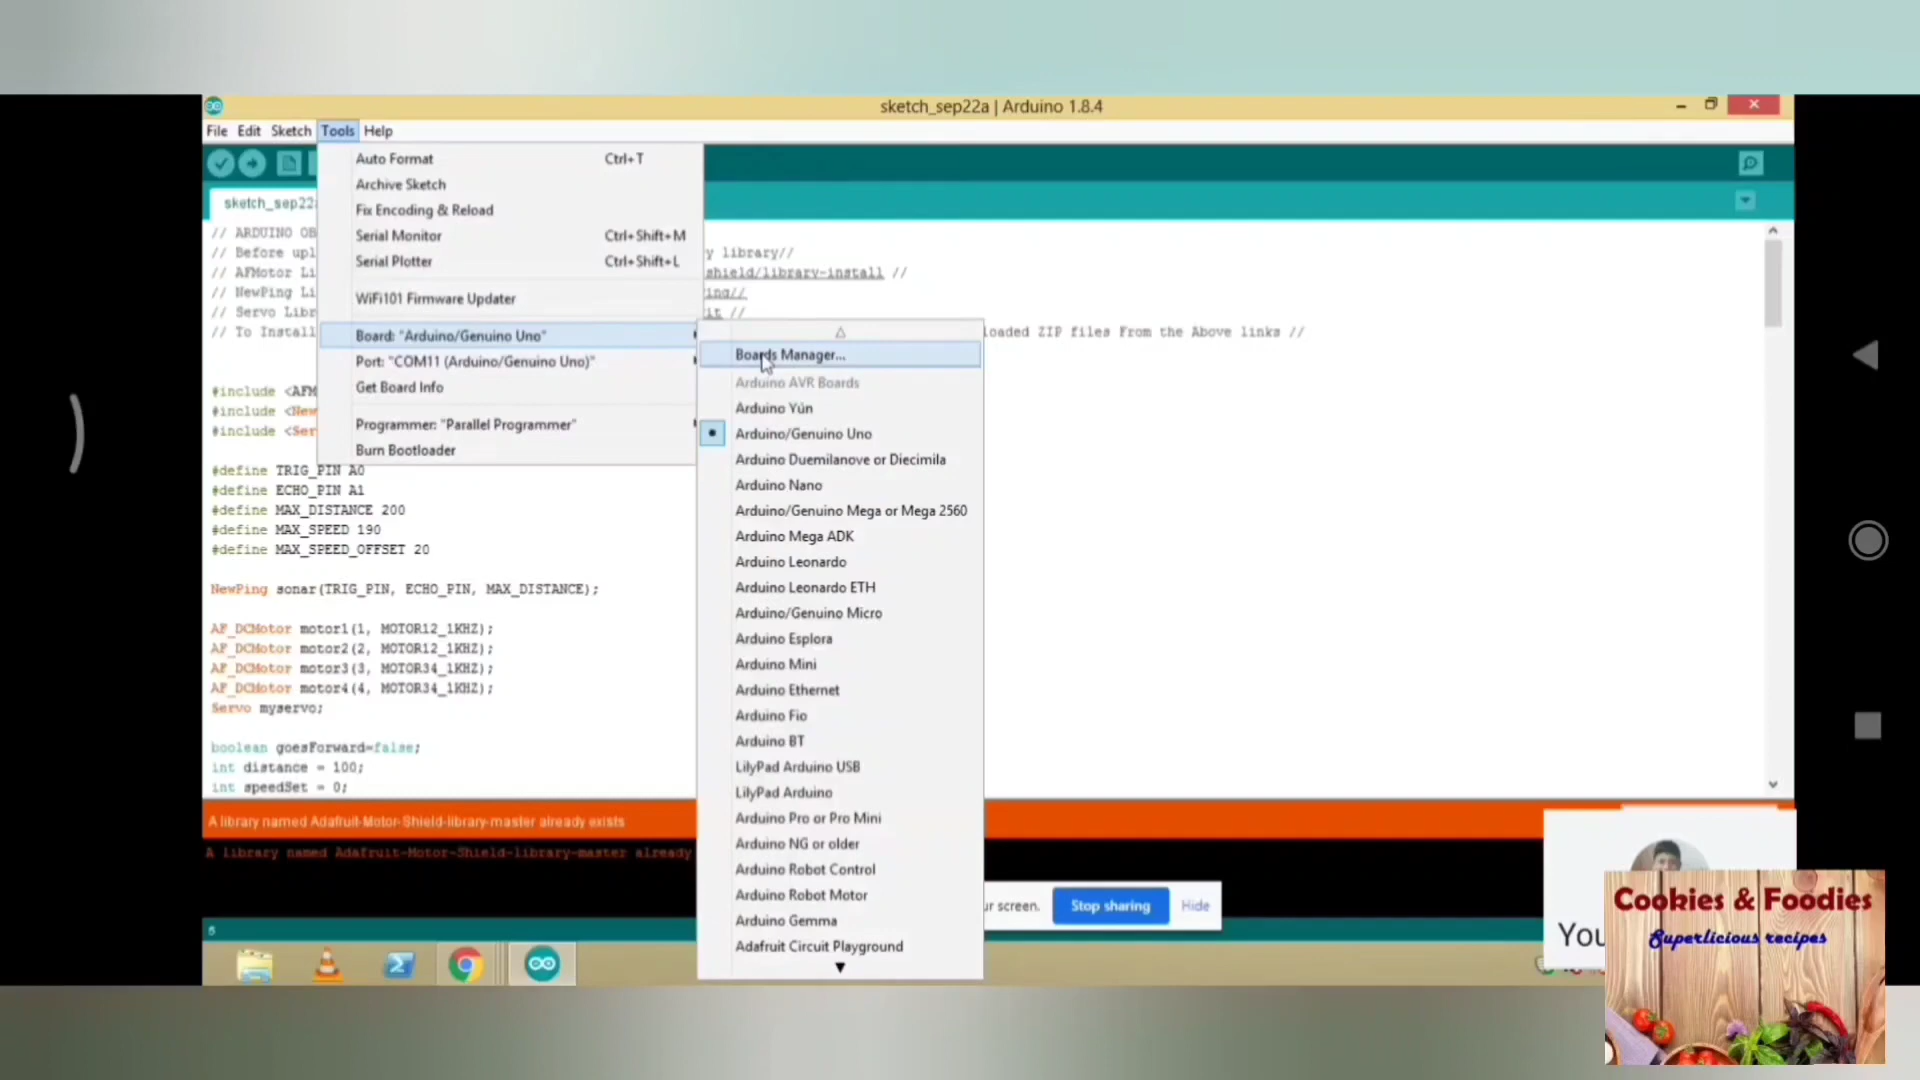 sketch_sep22a | Arduino 1.8.4
File Edit Sketch Tools Help
Auto Format Ctrl+T
Archive Sketch
Fix Encoding & Reload
Serial Monitor Ctrl+Shift+M
Serial Plotter Ctrl+Shift+L
WiFi101 Firmware Updater
Board: "Arduino/Genuino Uno"
Port: "COM11 (Arduino/Genuino Uno)"
Get Board Info
Programmer: "Parallel Programmer"
Burn Bootloader
Boards Manager...
Arduino AVR Boards
Arduino Yún
Arduino/Genuino Uno
Arduino Duemilanove or Diecimila
Arduino Nano
Arduino/Genuino Mega or Mega 2560
Arduino Mega ADK
Arduino Leonardo
Arduino Leonardo ETH
Arduino/Genuino Micro
Arduino Esplora
Arduino Mini
Arduino Ethernet
Arduino Fio
Arduino BT
LilyPad Arduino USB
LilyPad Arduino
Arduino Pro or Pro Mini
Arduino NG or older
Arduino Robot Control
Arduino Robot Motor
Arduino Gemma
Adafruit Circuit Playground
sketch_sep22
// ARDUINO OB
// Before upl y library//
// AFMotor Li shield/library-install //
// NewPing Li ing//
// Servo Libr it //
// To Install loaded ZIP files From the Above links //
#include <AFM
#include <New
#include <Ser
#define TRIG_PIN A0
#define ECHO_PIN A1
#define MAX_DISTANCE 200
#define MAX_SPEED 190
#define MAX_SPEED_OFFSET 20
NewPing sonar(TRIG_PIN, ECHO_PIN, MAX_DISTANCE);
AF_DCMotor motor1(1, MOTOR12_1KHZ);
AF_DCMotor motor2(2, MOTOR12_1KHZ);
AF_DCMotor motor3(3, MOTOR34_1KHZ);
AF_DCMotor motor4(4, MOTOR34_1KHZ);
Servo myservo;
boolean goesForward=false;
int distance = 100;
int speedSet = 0;
A library named Adafruit-Motor-Shield-library-master already exists
A library named Adafruit-Motor-Shield-library-master already
ur screen. Stop sharing Hide
You
Cookies & Foodies
Superlicious recipes